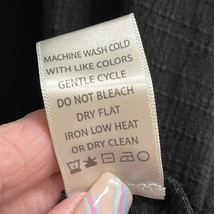 MACHINE WASH COLD
WITH LIKE COLORS
GENTLE CYCLE
DO NOT BLEACH
DRY FLAT
IRON LOW HEAT
OR DRY CLEAN